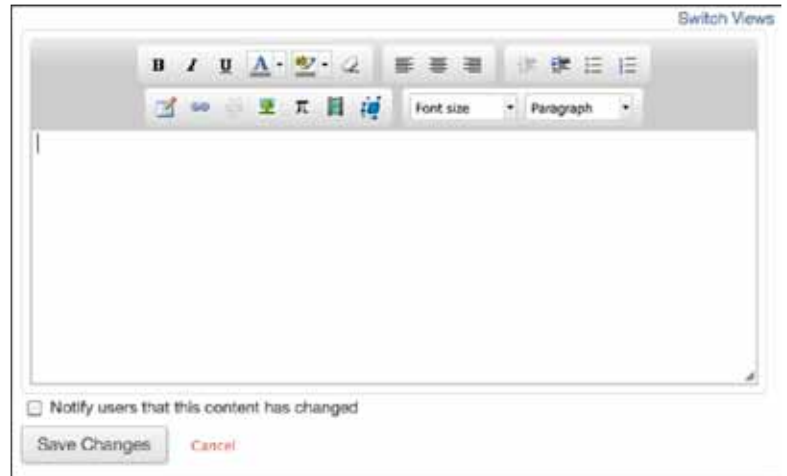 Switch Views
B I U A
π Font size Paragraph
Notify users that this content has changed
Save Changes Cancel